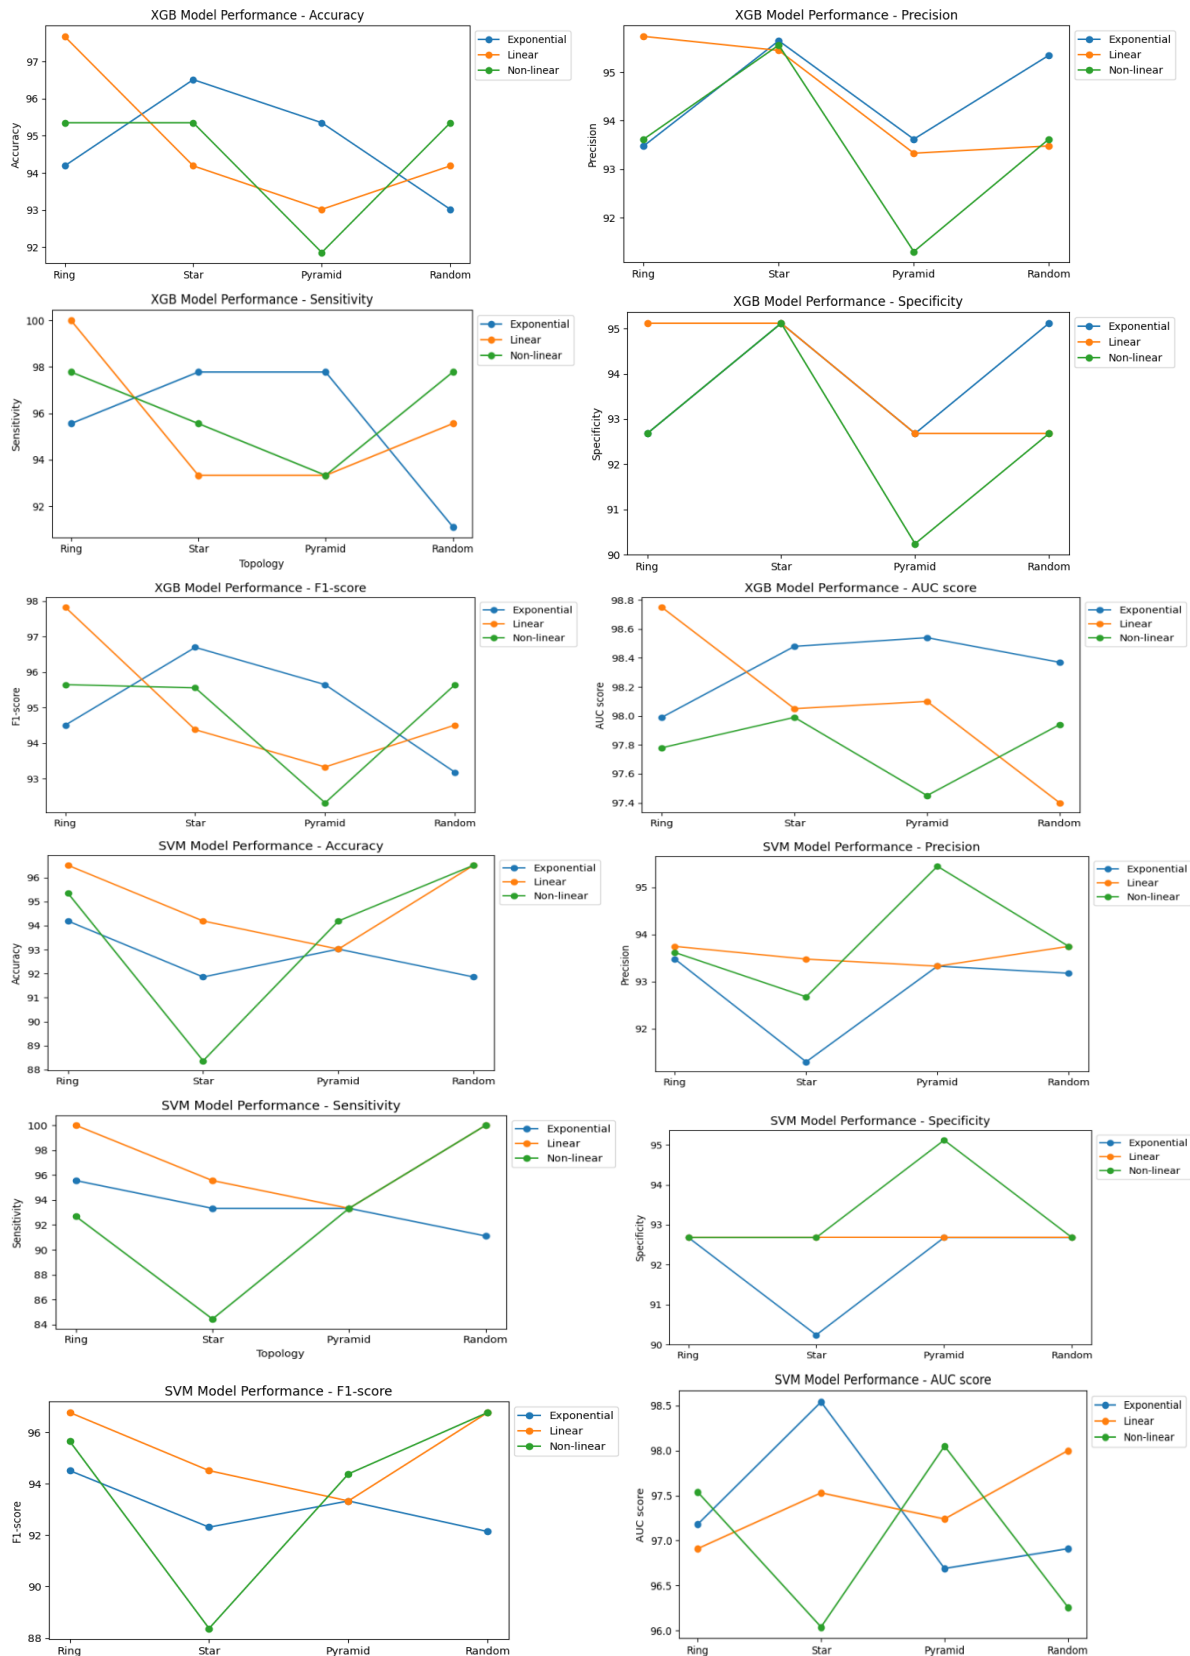 XGB Model Performance - Accuracy
Exponential
Linear
Non-linear
97
96
95
94
93
92
Accuracy
Ring Star Pyramid Random
XGB Model Performance - Precision
Exponential
Linear
Non-linear
95
94
93
92
Precision
Ring Star Pyramid Random
XGB Model Performance - Sensitivity
Exponential
Linear
Non-linear
100
98
96
94
92
Sensitivity
Ring Star Pyramid Random
Topology
XGB Model Performance - Specificity
Exponential
Linear
Non-linear
95
94
93
92
91
90
Specificity
Ring Star Pyramid Random
XGB Model Performance - F1-score
Exponential
Linear
Non-linear
98
97
96
95
94
93
F1-score
Ring Star Pyramid Random
XGB Model Performance - AUC score
Exponential
Linear
Non-linear
98.8
98.6
98.4
98.2
98.0
97.8
97.6
97.4
AUC score
Ring Star Pyramid Random
SVM Model Performance - Accuracy
Exponential
Linear
Non-linear
96
95
94
93
92
91
90
89
88
Accuracy
Ring Star Pyramid Random
SVM Model Performance - Precision
Exponential
Linear
Non-linear
95
94
93
92
Precision
Ring Star Pyramid Random
SVM Model Performance - Sensitivity
Exponential
Linear
Non-linear
100
98
96
94
92
90
88
86
84
Sensitivity
Ring Star Pyramid Random
Topology
SVM Model Performance - Specificity
Exponential
Linear
Non-linear
95
94
93
92
91
90
Specificity
Ring Star Pyramid Random
SVM Model Performance - F1-score
Exponential
Linear
Non-linear
96
94
92
90
88
F1-score
Ring Star Pyramid Random
SVM Model Performance - AUC score
Exponential
Linear
Non-linear
98.5
98.0
97.5
97.0
96.5
96.0
AUC score
Ring Star Pyramid Random